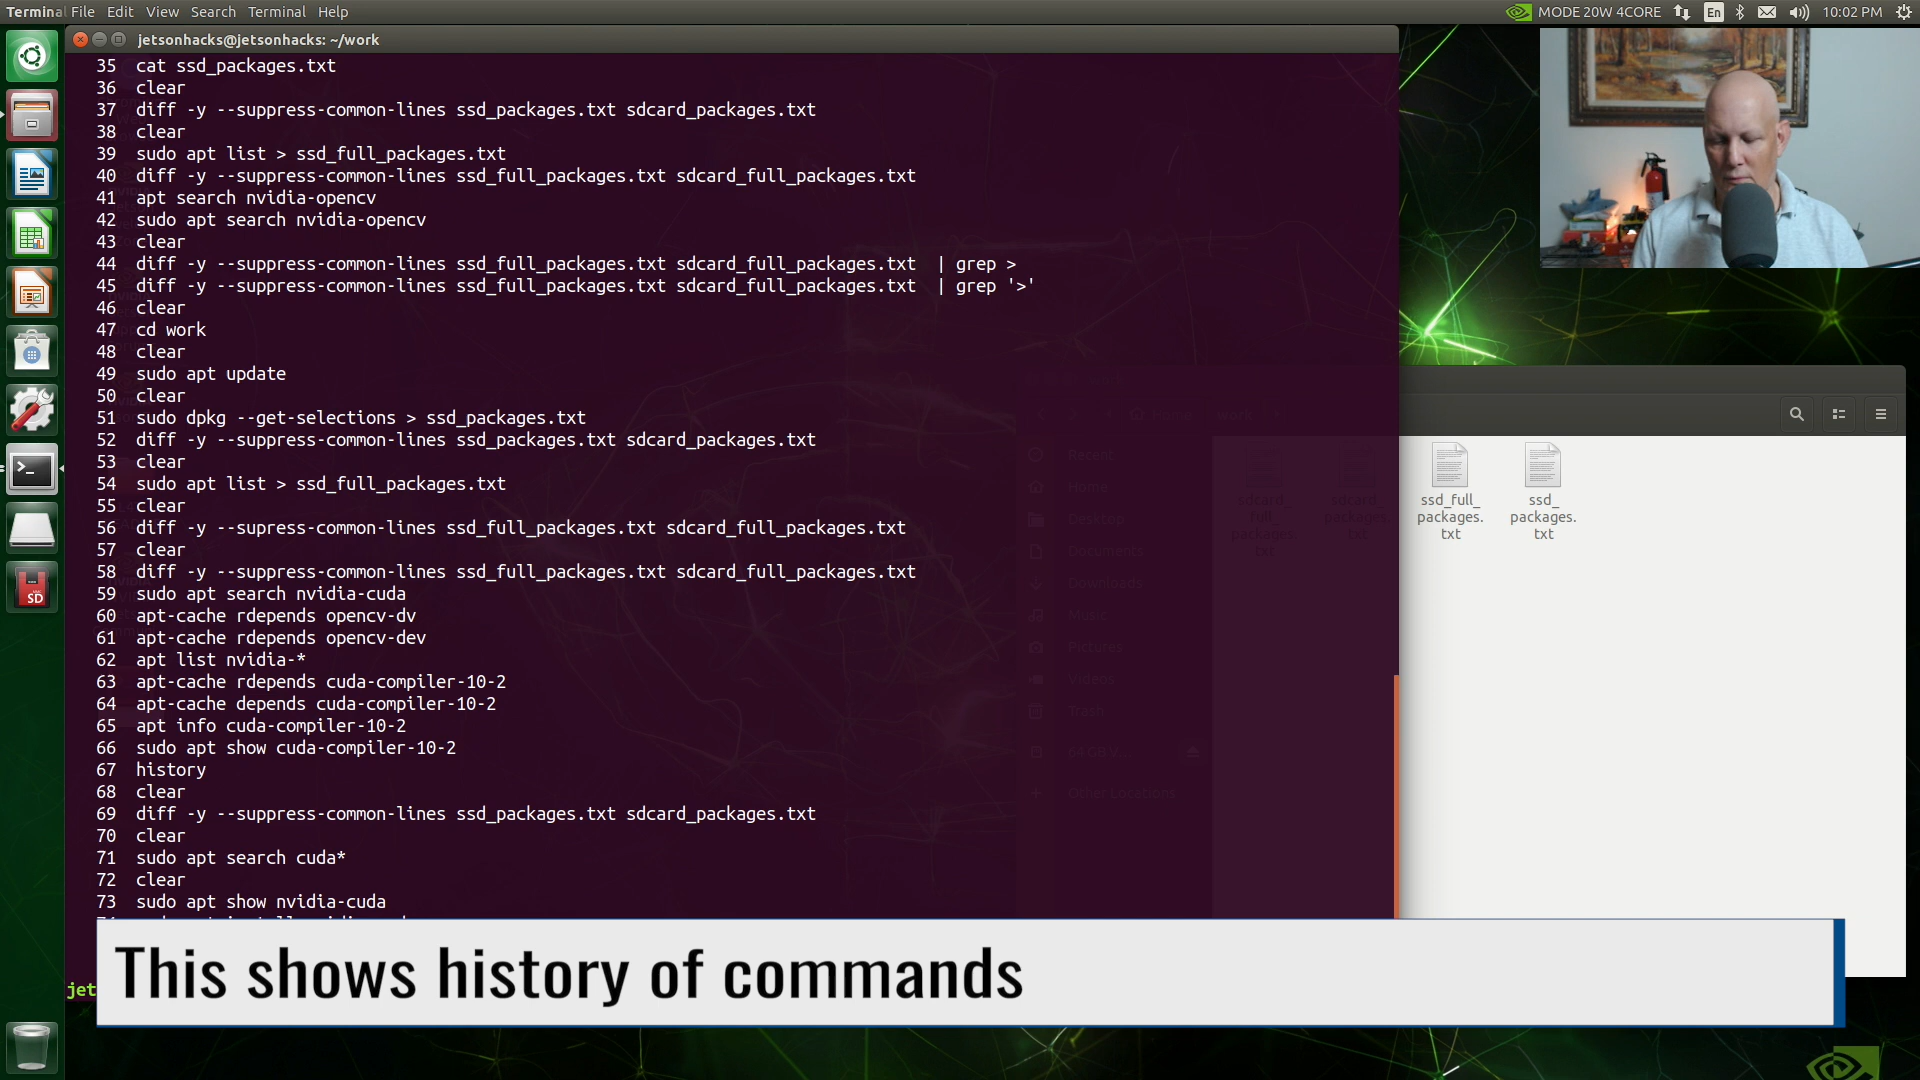 Terminal File Edit View Search Terminal Help
MODE 20W 4CORE En 10:02 PM
jetsonhacks@jetsonhacks: ~/work
35 cat ssd_packages.txt
36 clear
37 diff -y --suppress-common-lines ssd_packages.txt sdcard_packages.txt
38 clear
39 sudo apt list > ssd_full_packages.txt
40 diff -y --suppress-common-lines ssd_full_packages.txt sdcard_full_packages.txt
41 apt search nvidia-opencv
42 sudo apt search nvidia-opencv
43 clear
44 diff -y --suppress-common-lines ssd_full_packages.txt sdcard_full_packages.txt | grep >
45 diff -y --suppress-common-lines ssd_full_packages.txt sdcard_full_packages.txt | grep '>'
46 clear
47 cd work
48 clear
49 sudo apt update
50 clear
51 sudo dpkg --get-selections > ssd_packages.txt
52 diff -y --suppress-common-lines ssd_packages.txt sdcard_packages.txt
53 clear
54 sudo apt list > ssd_full_packages.txt
55 clear
56 diff -y --supress-common-lines ssd_full_packages.txt sdcard_full_packages.txt
57 clear
58 diff -y --suppress-common-lines ssd_full_packages.txt sdcard_full_packages.txt
59 sudo apt search nvidia-cuda
60 apt-cache rdepends opencv-dv
61 apt-cache rdepends opencv-dev
62 apt list nvidia-*
63 apt-cache rdepends cuda-compiler-10-2
64 apt-cache depends cuda-compiler-10-2
65 apt info cuda-compiler-10-2
66 sudo apt show cuda-compiler-10-2
67 history
68 clear
69 diff -y --suppress-common-lines ssd_packages.txt sdcard_packages.txt
70 clear
71 sudo apt search cuda*
72 clear
73 sudo apt show nvidia-cuda
jet
Home work
Recent
Home
Desktop
Documents
Downloads
Music
Pictures
Videos
Trash
64 GB V...
Other Locations
sdcard_
full_
packages.
txt
sdcard_
packages.
txt
ssd_full_
packages.
txt
ssd_
packages.
txt
SD
This shows history of commands